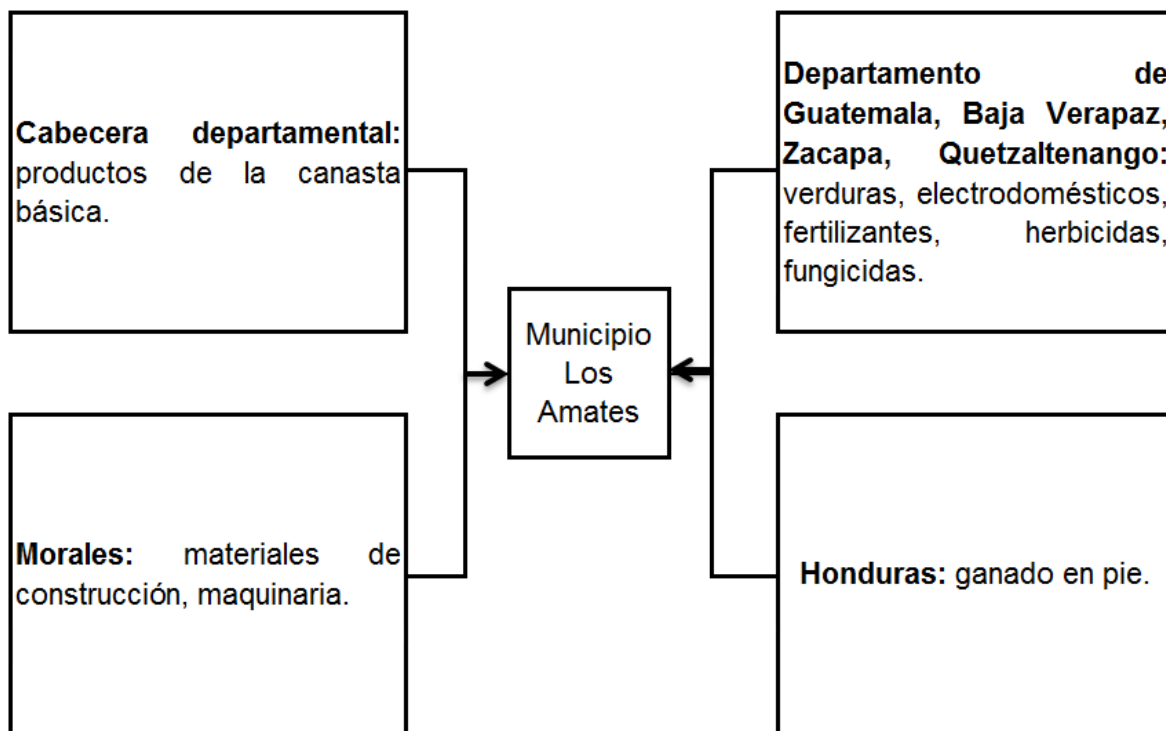 Cabecera departamental:
productos de la canasta
básica.
Departamento de
Guatemala, Baja Verapaz,
Zacapa, Quetzaltenango:
verduras, electrodomésticos,
fertilizantes, herbicidas,
fungicidas.
Municipio
Los
Amates
Morales: materiales de
construcción, maquinaria.
Honduras: ganado en pie.